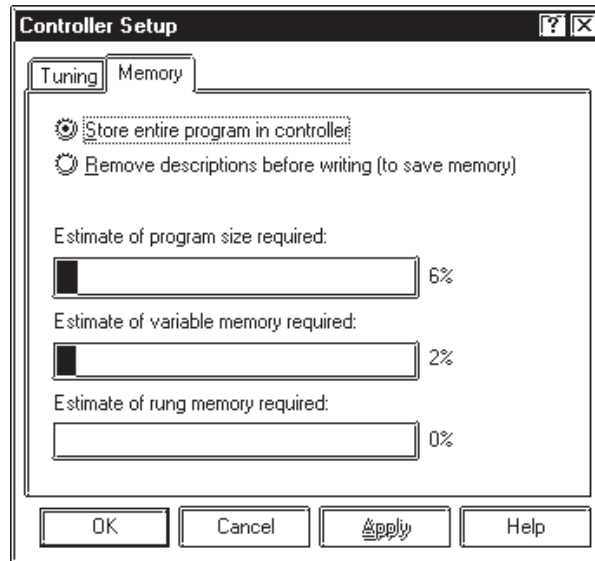 Controller Setup
Tuning Memory
Store entire program in controller
Remove descriptions before writing (to save memory)
Estimate of program size required:
6%
Estimate of variable memory required:
2%
Estimate of rung memory required:
0%
OK Cancel Apply Help